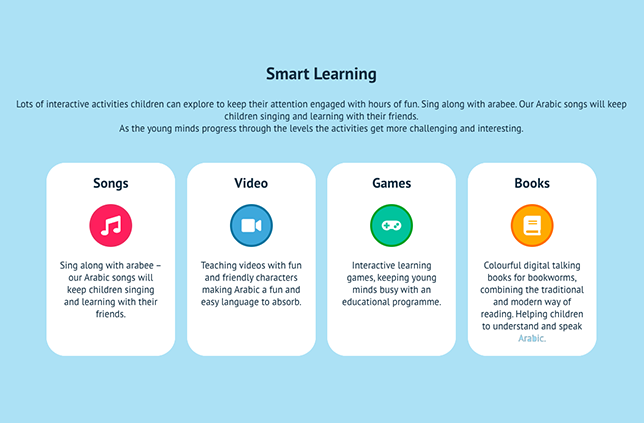 Smart Learning
Lots of interactive activities children can explore to keep their attention engaged with hours of fun. Sing along with arabee. Our Arabic songs will keep
children singing and learning with their friends.
As the young minds progress through the levels the activities get more challenging and interesting.
Songs
Sing along with arabee –
our Arabic songs will
keep children singing
and learning with their
friends.
Video
Teaching videos with fun
and friendly characters
making Arabic a fun and
easy language to absorb.
Games
Interactive learning
games, keeping young
minds busy with an
educational programme.
Books
Colourful digital talking
books for bookworms,
combining the traditional
and modern way of
reading. Helping children
to understand and speak
Arabic.